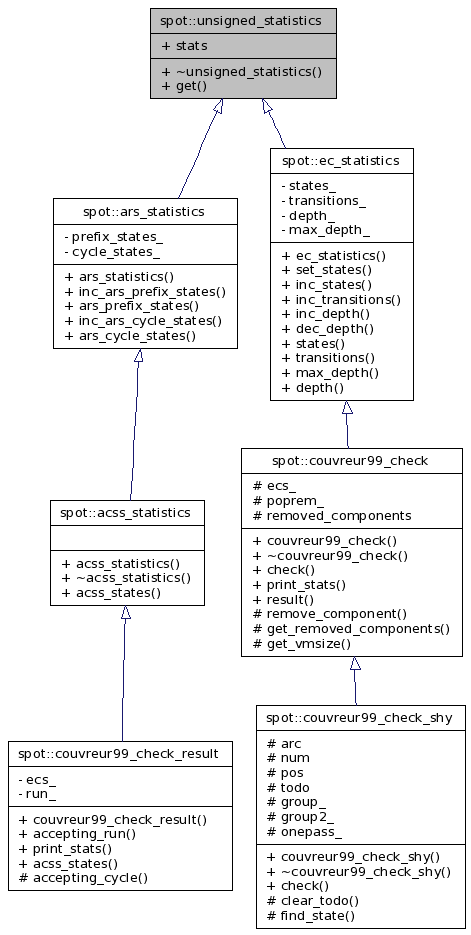 spot::unsigned_statistics
+ stats
+ ~unsigned_statistics()
+ get()
spot::ec_statistics
- states_
- transitions_
- depth_
- max_depth_
+ ec_statistics()
+ set_states()
+ inc_states()
+ inc_transitions()
+ inc_depth()
+ dec_depth()
+ states()
+ transitions()
+ max_depth()
+ depth()
spot::ars_statistics
- prefix_states_
- cycle_states_
+ ars_statistics()
+ inc_ars_prefix_states()
+ ars_prefix_states()
+ inc_ars_cycle_states()
+ ars_cycle_states()
spot::couvreur99_check
# ecs_
# poprem_
# removed_components
+ couvreur99_check()
+ ~couvreur99_check()
+ check()
+ print_stats()
+ result()
# remove_component()
# get_removed_components()
# get_vmsize()
spot::acss_statistics
+ acss_statistics()
+ ~acss_statistics()
+ acss_states()
spot::couvreur99_check_shy
# arc
# num
# pos
# todo
# group_
# group2_
# onepass_
+ couvreur99_check_shy()
+ ~couvreur99_check_shy()
+ check()
# clear_todo()
# find_state()
spot::couvreur99_check_result
- ecs_
- run_
+ couvreur99_check_result()
+ accepting_run()
+ print_stats()
+ acss_states()
# accepting_cycle()